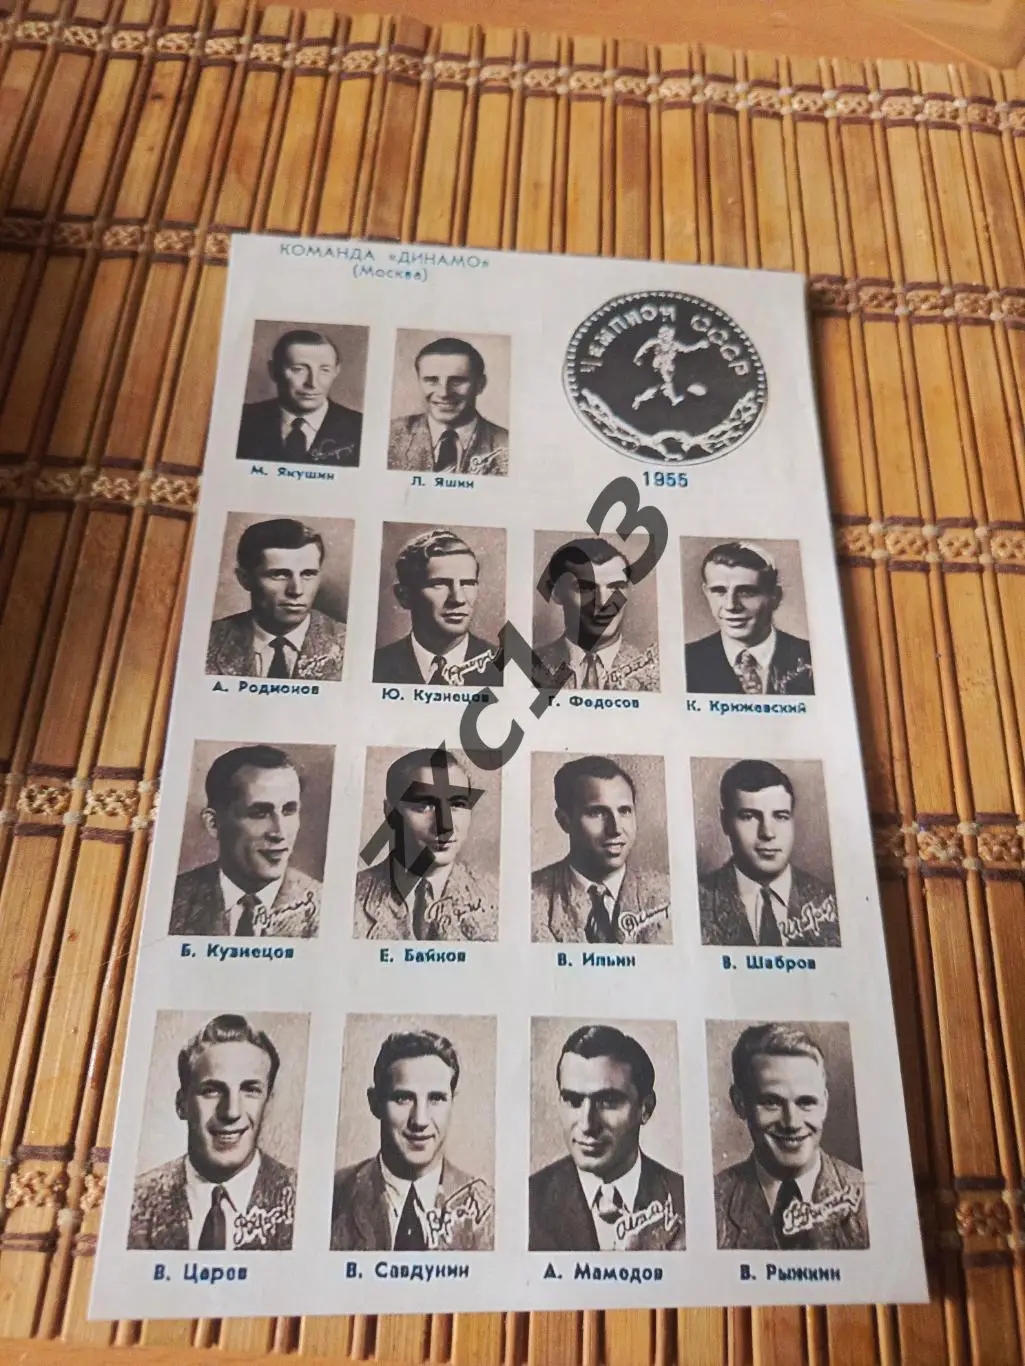 КОМАНДА «ДИНАМО»
(Москва)
ЧЕМПИОН СССР
1955
М. Якушин
Л. Яшин
А. Родионов
Ю. Кузнецов
Г. Федосов
К. Крижевский
Б. Кузнецов
Е. Байков
В. Ильин
В. Шабров
В. Царев
В. Савдунин
А. Мамедов
В. Рыжкин
zxc123